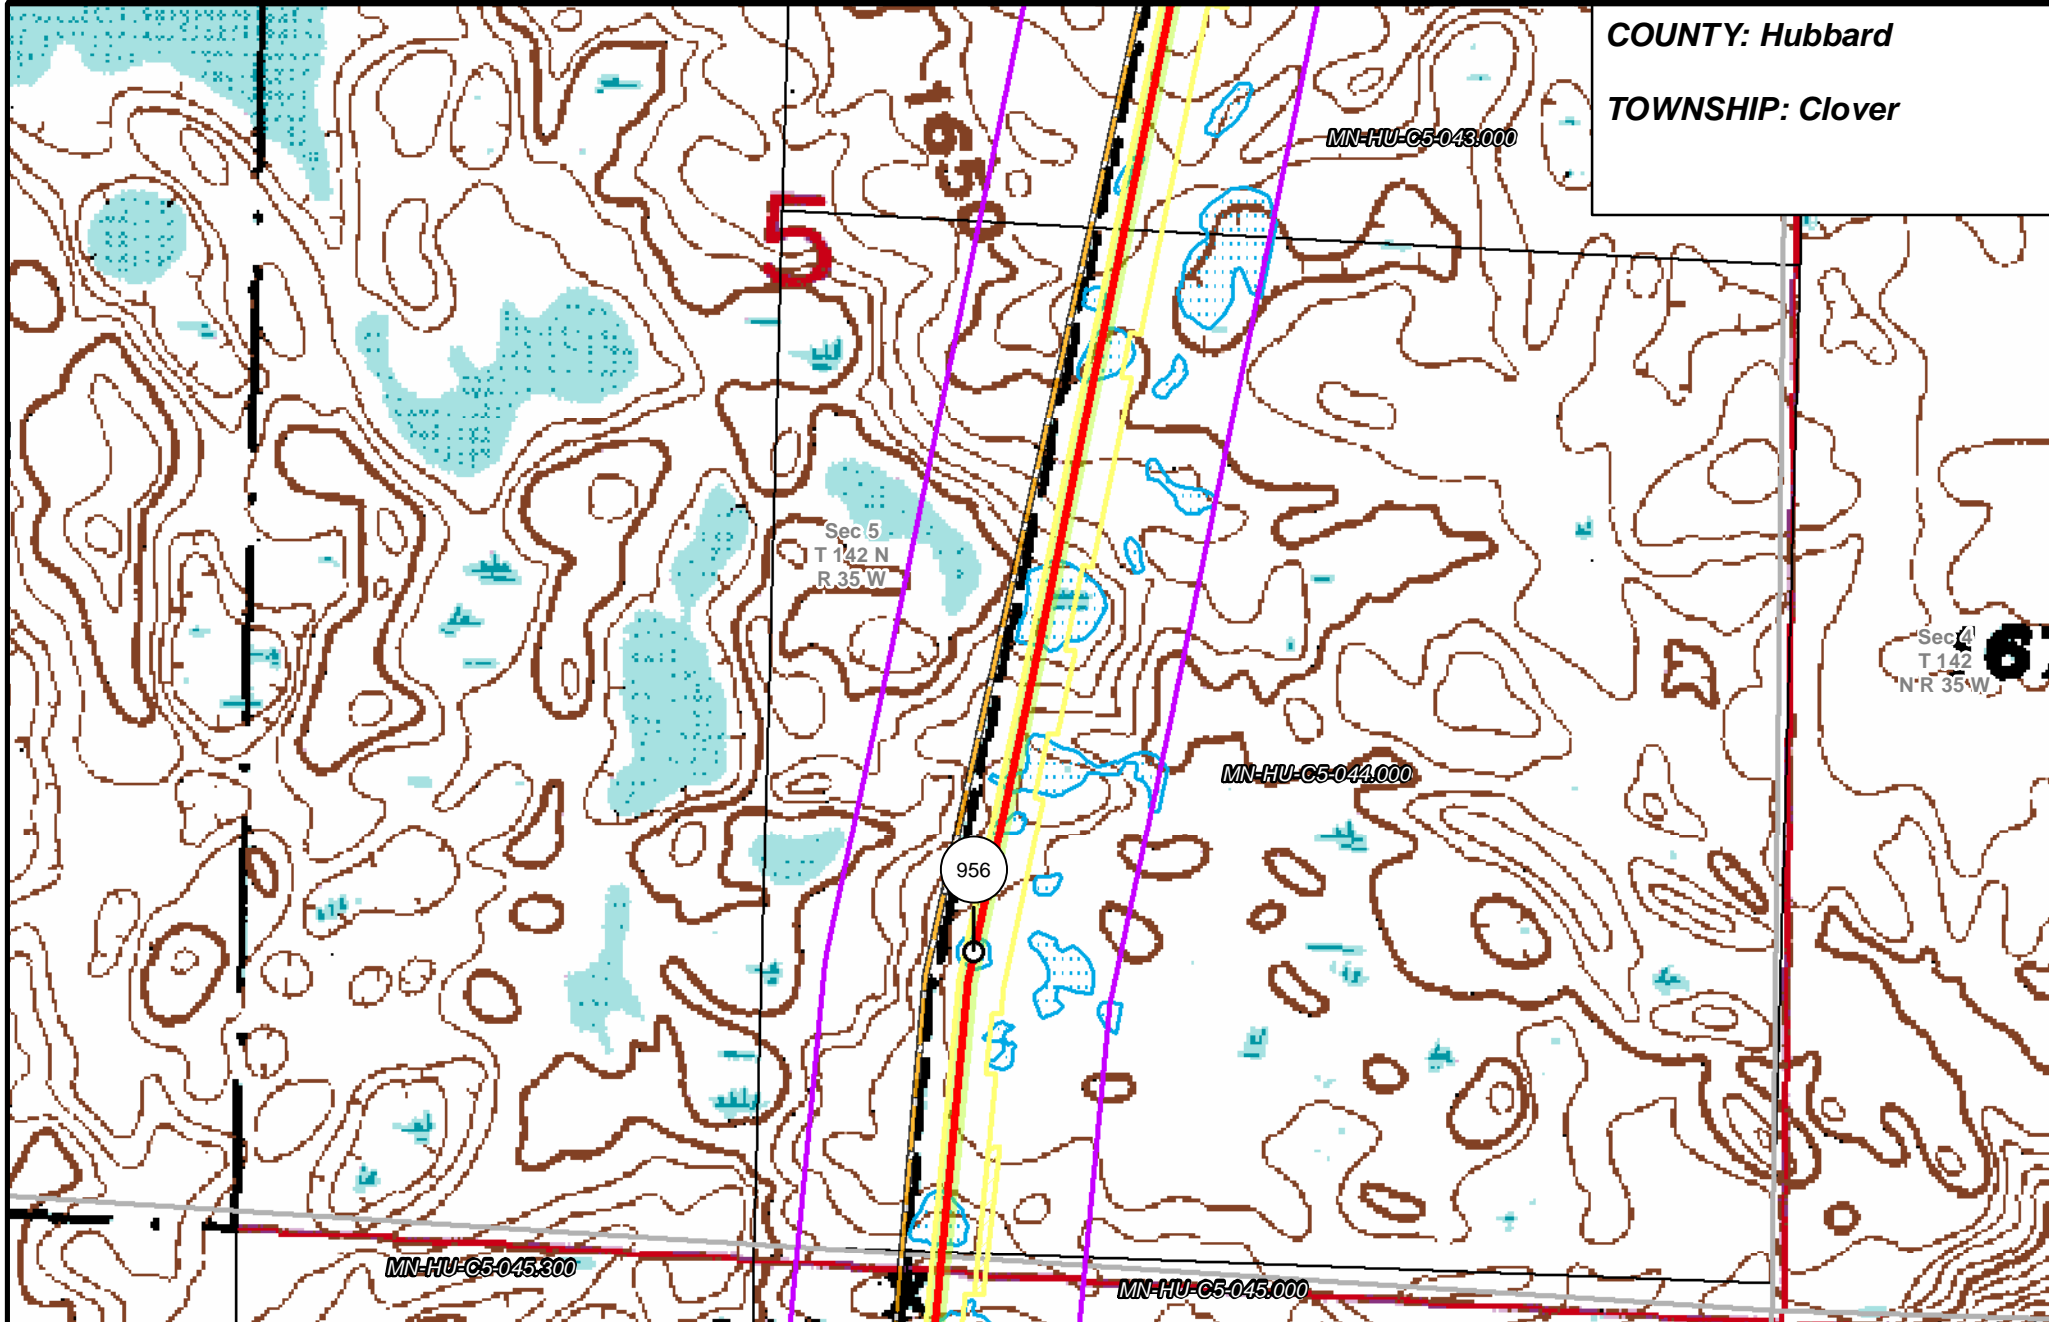 COUNTY: Hubbard
TOWNSHIP: Clover
MN-HU-C5-043.000
1650
5
Sec 5
T 142 N
R 35 W
Sec 4
T 142
N R 35 W
MN-HU-C5-044.000
956
MN-HU-C5-045.300
MN-HU-C5-045.000